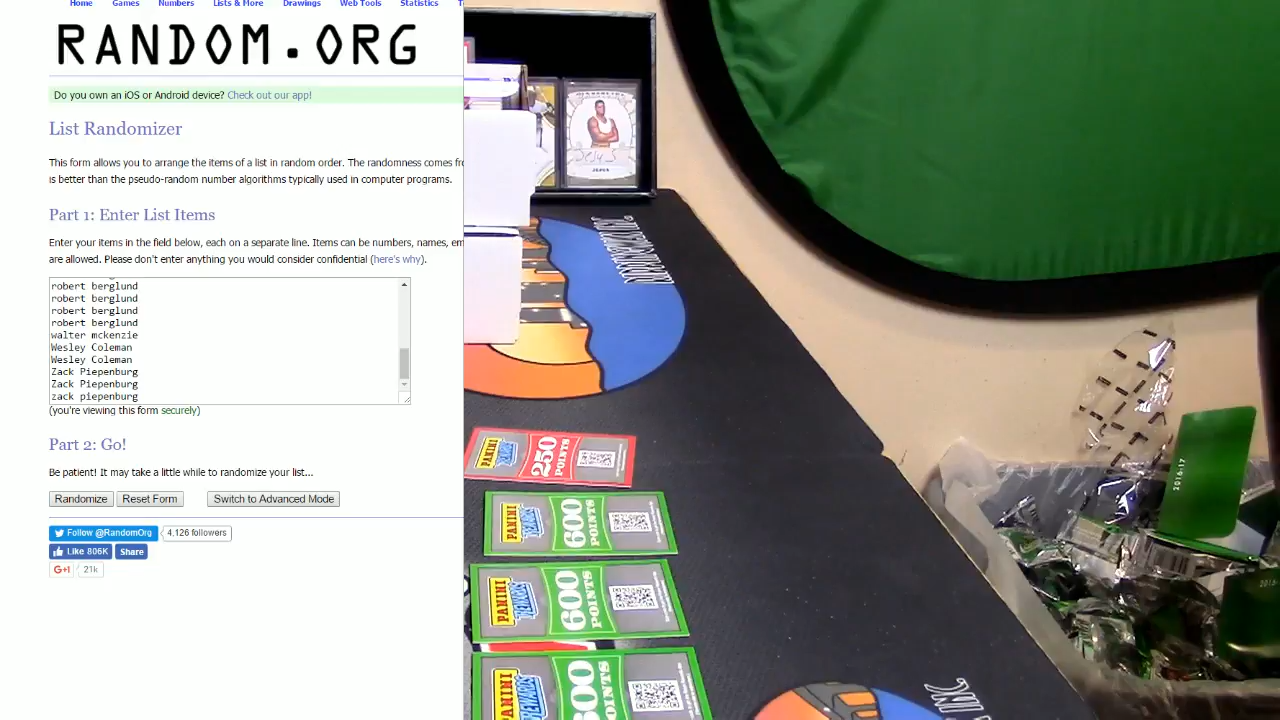 Home Games Numbers Lists & More Drawings Web Tools Statistics T
RANDOM.ORG
Do you own an iOS or Android device? Check out our app!
List Randomizer
This form allows you to arrange the items of a list in random order. The randomness comes fr
is better than the pseudo-random number algorithms typically used in computer programs.
Part 1: Enter List Items
Enter your items in the field below, each on a separate line. Items can be numbers, names, em
are allowed. Please don't enter anything you would consider confidential (here's why).
robert berglund
robert berglund
robert berglund
robert berglund
walter mckenzie
Wesley Coleman
Wesley Coleman
Zack Piepenburg
Zack Piepenburg
zack piepenburg
(you're viewing this form securely)
Part 2: Go!
Be patient! It may take a little while to randomize your list...
Randomize Reset Form Switch to Advanced Mode
Follow @RandomOrg 4,126 followers
Like 806K Share
G+1 21k
PANINI REWARDS 250 POINTS
PANINI REWARDS 600 POINTS
PANINI REWARDS 600 POINTS
PANINI REWARDS 600 POINTS
2016-17
INC